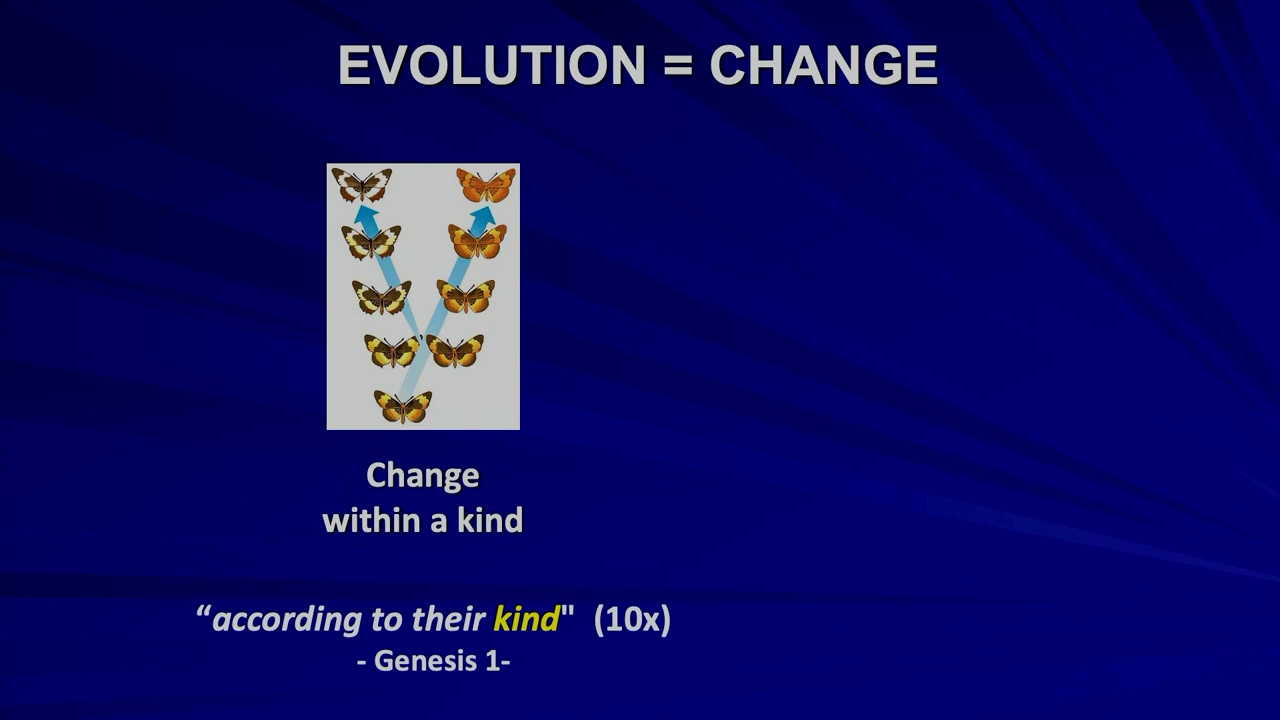 EVOLUTION = CHANGE
Change
within a kind
“according to their kind" (10x)
- Genesis 1-